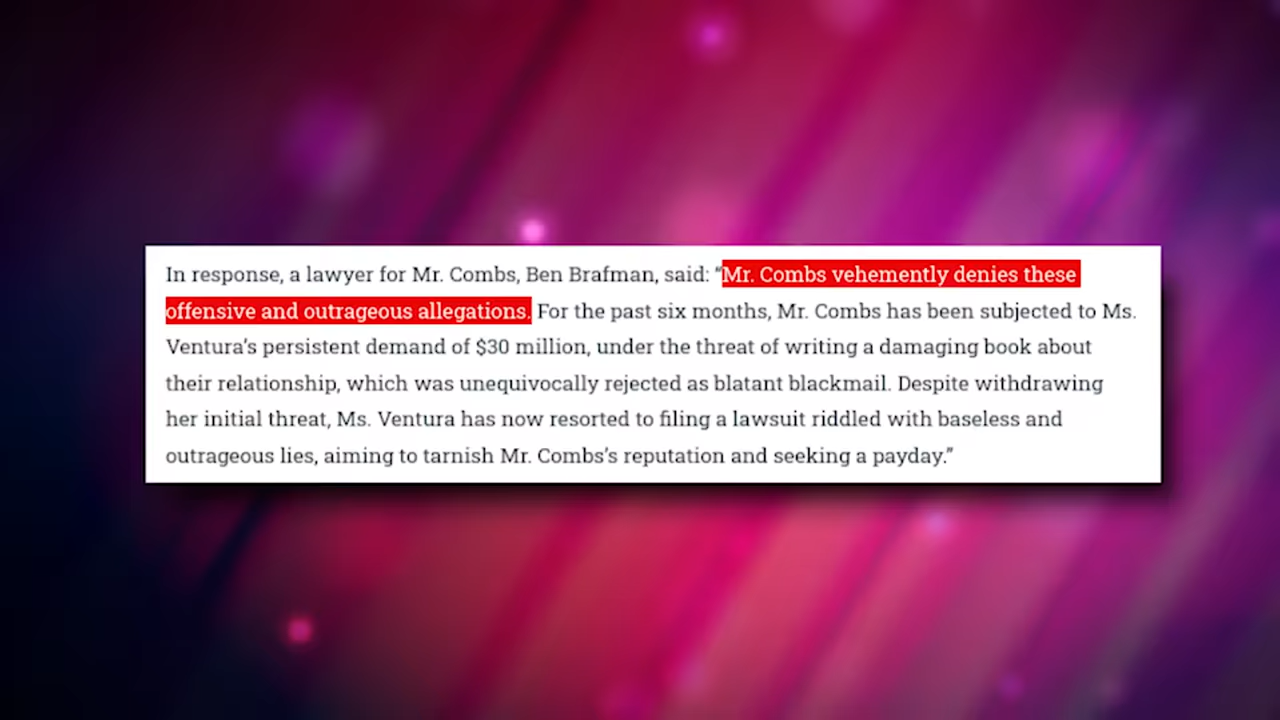 In response, a lawyer for Mr. Combs, Ben Brafman, said: “Mr. Combs vehemently denies these
offensive and outrageous allegations. For the past six months, Mr. Combs has been subjected to Ms.
Ventura’s persistent demand of $30 million, under the threat of writing a damaging book about
their relationship, which was unequivocally rejected as blatant blackmail. Despite withdrawing
her initial threat, Ms. Ventura has now resorted to filing a lawsuit riddled with baseless and
outrageous lies, aiming to tarnish Mr. Combs’s reputation and seeking a payday.”